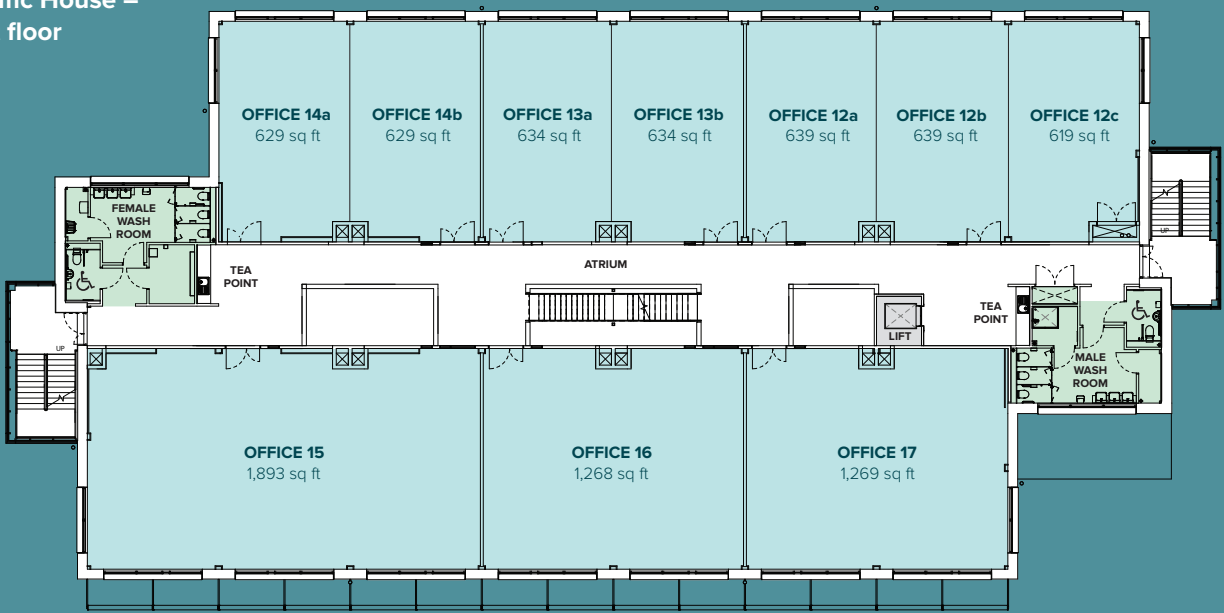 House –
floor
OFFICE 14a
629 sq ft
OFFICE 14b
629 sq ft
OFFICE 13a
634 sq ft
OFFICE 13b
634 sq ft
OFFICE 12a
639 sq ft
OFFICE 12b
639 sq ft
OFFICE 12c
619 sq ft
FEMALE
WASH
ROOM
UP
TEA
POINT
ATRIUM
TEA
POINT
LIFT
UP
MALE
WASH
ROOM
OFFICE 15
1,893 sq ft
OFFICE 16
1,268 sq ft
OFFICE 17
1,269 sq ft